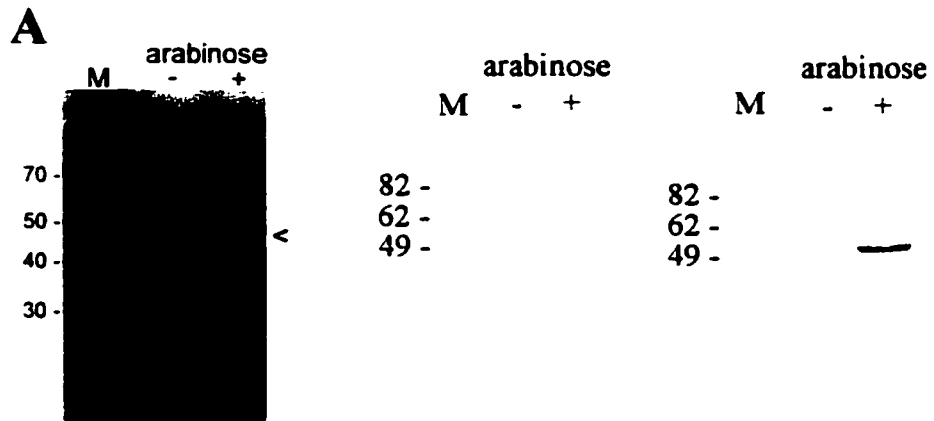 A
arabinose
M - +
70 -
50 -
<
40 -
30 -
arabinose
M - +
82 -
62 -
49 -
arabinose
M - +
82 -
62 -
49 -